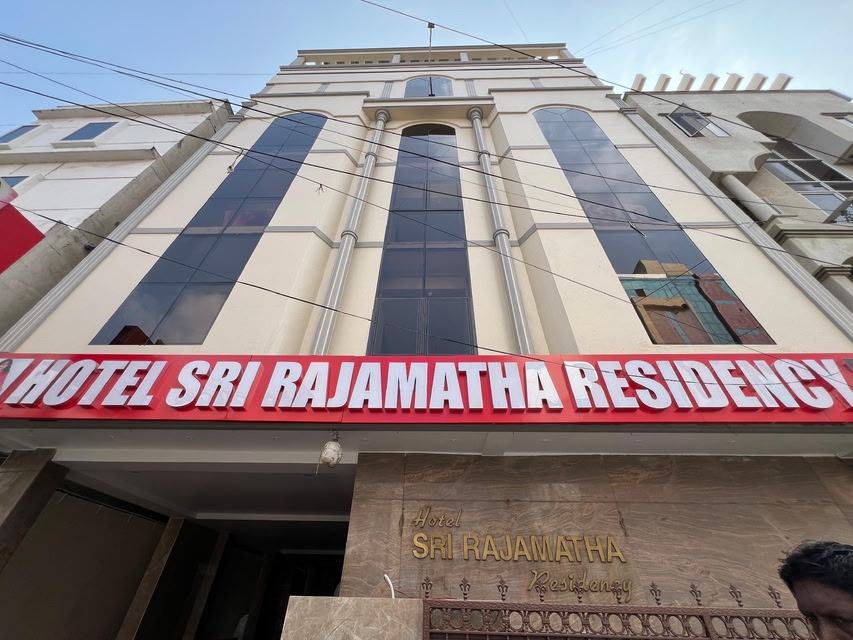 HOTEL SRI RAJAMATHA RESIDENCY
Hotel
SRI RAJAMATHA
Residency